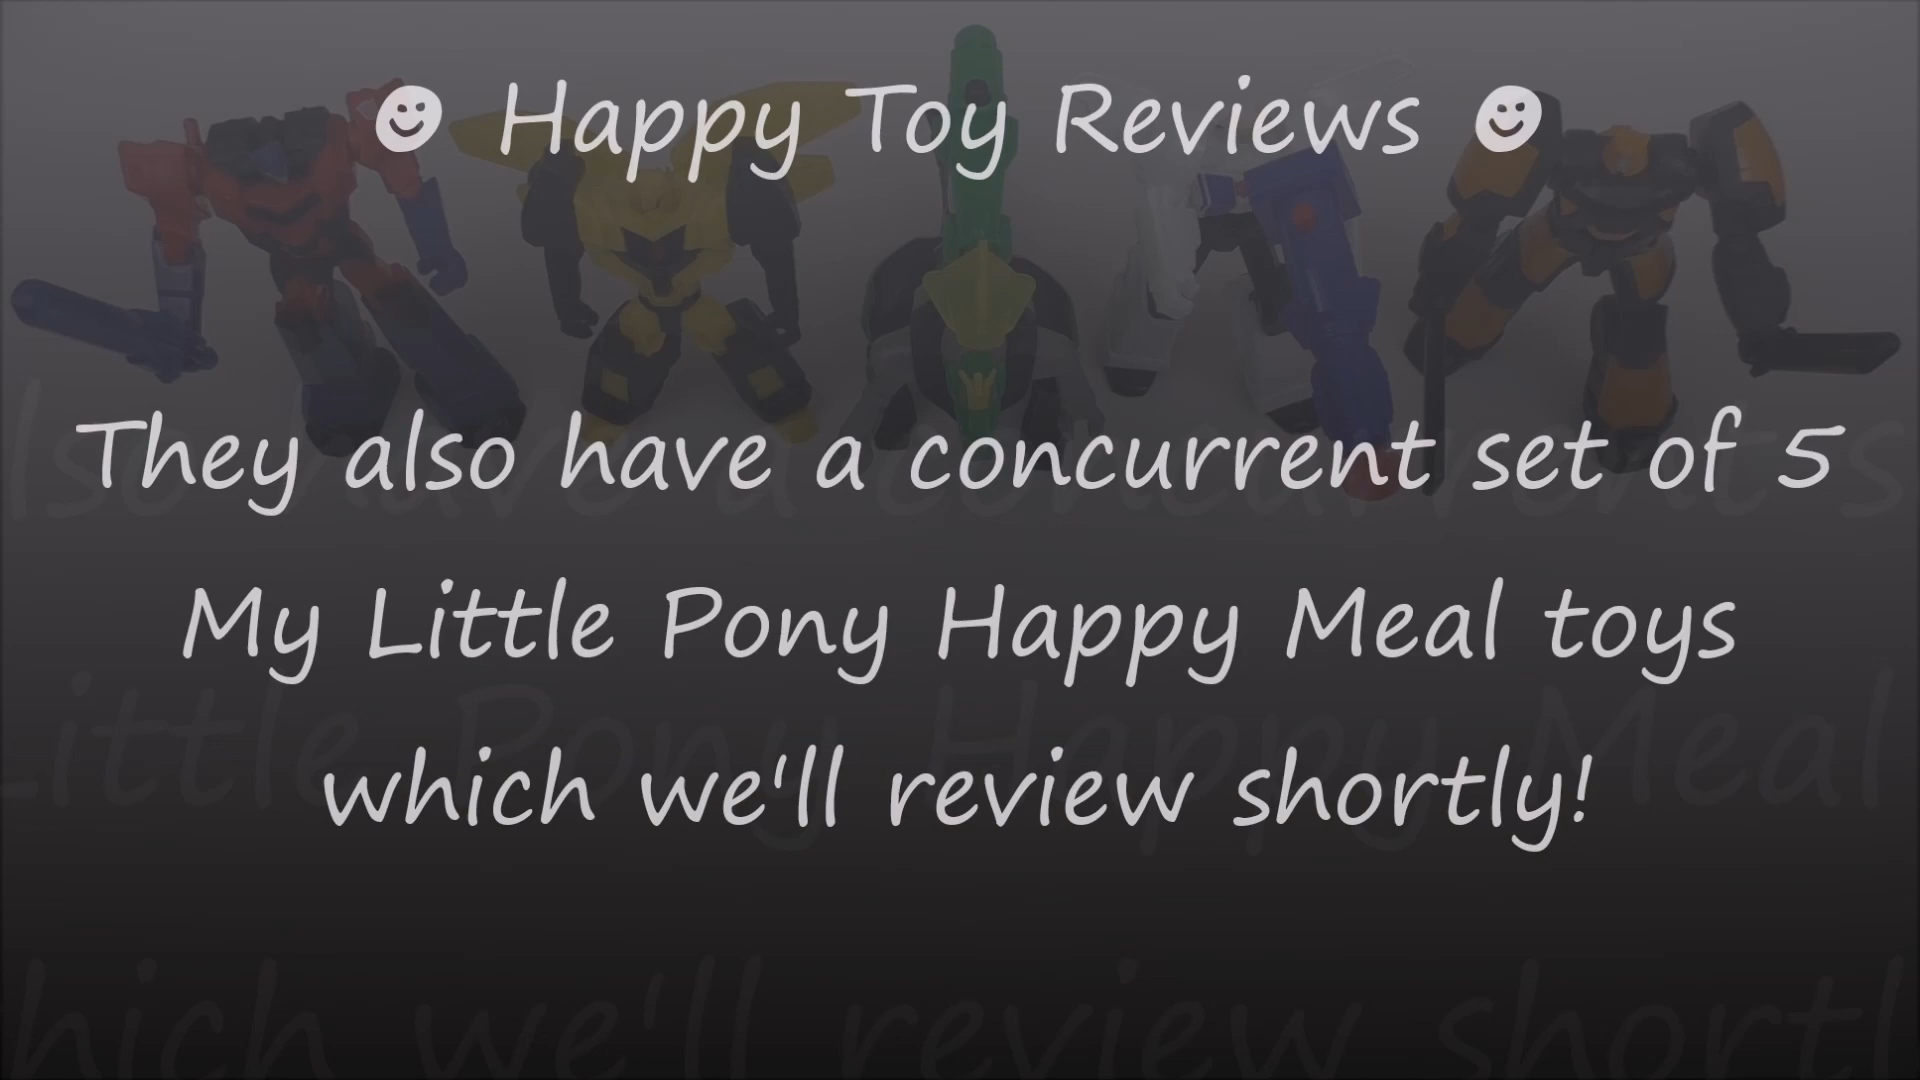 ☻ Happy Toy Reviews ☻
They also have a concurrent set of 5
My Little Pony Happy Meal toys
which we'll review shortly!